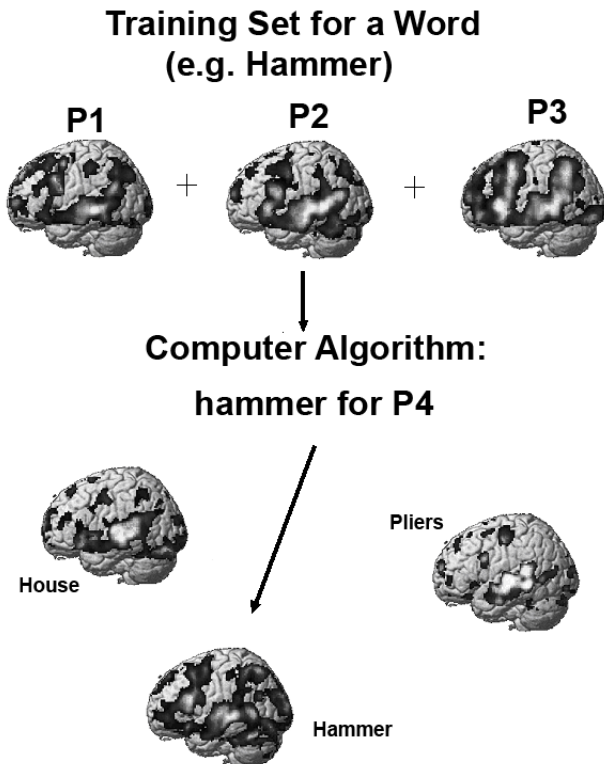 Training Set for a Word
(e.g. Hammer)
P1
P2
P3
+
+
Computer Algorithm:
hammer for P4
House
Pliers
Hammer